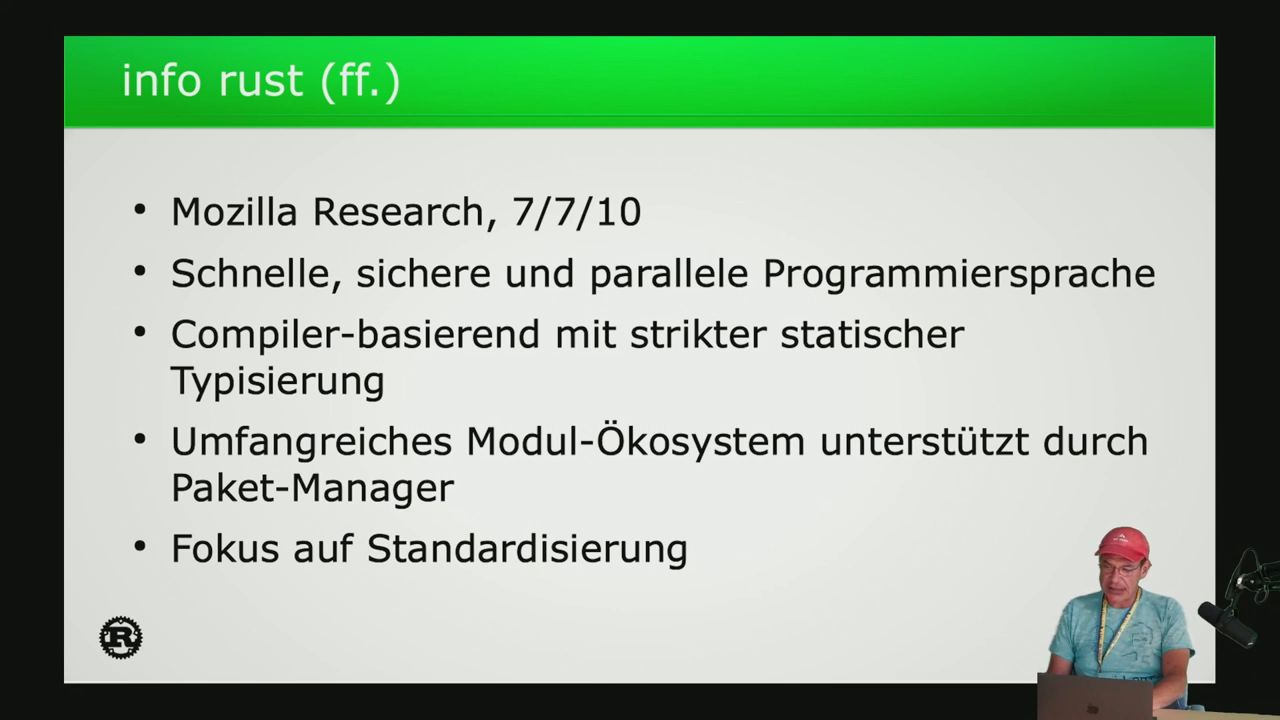 info rust (ff.)
Mozilla Research, 7/7/10
Schnelle, sichere und parallele Programmiersprache
Compiler-basierend mit strikter statischer
Typisierung
Umfangreiches Modul-Ökosystem unterstützt durch
Paket-Manager
Fokus auf Standardisierung
R